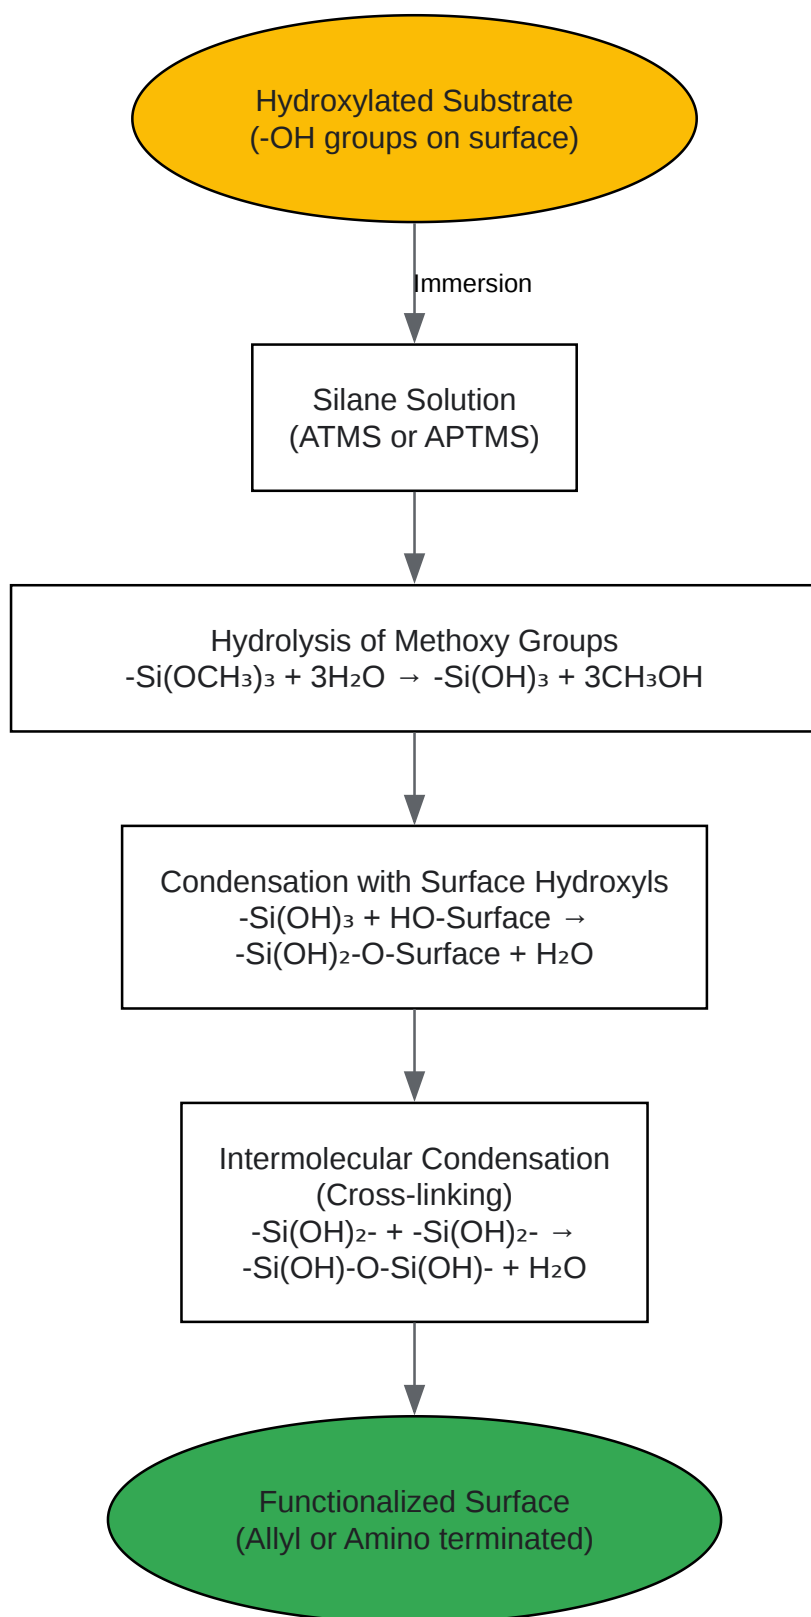 Hydroxylated Substrate
(-OH groups on surface)
Immersion
Silane Solution
(ATMS or APTMS)
Hydrolysis of Methoxy Groups
-Si(OCH₃)₃ + 3H₂O → -Si(OH)₃ + 3CH₃OH
Condensation with Surface Hydroxyls
-Si(OH)₃ + HO-Surface →
-Si(OH)₂-O-Surface + H₂O
Intermolecular Condensation
(Cross-linking)
-Si(OH)₂- + -Si(OH)₂- →
-Si(OH)-O-Si(OH)- + H₂O
Functionalized Surface
(Allyl or Amino terminated)